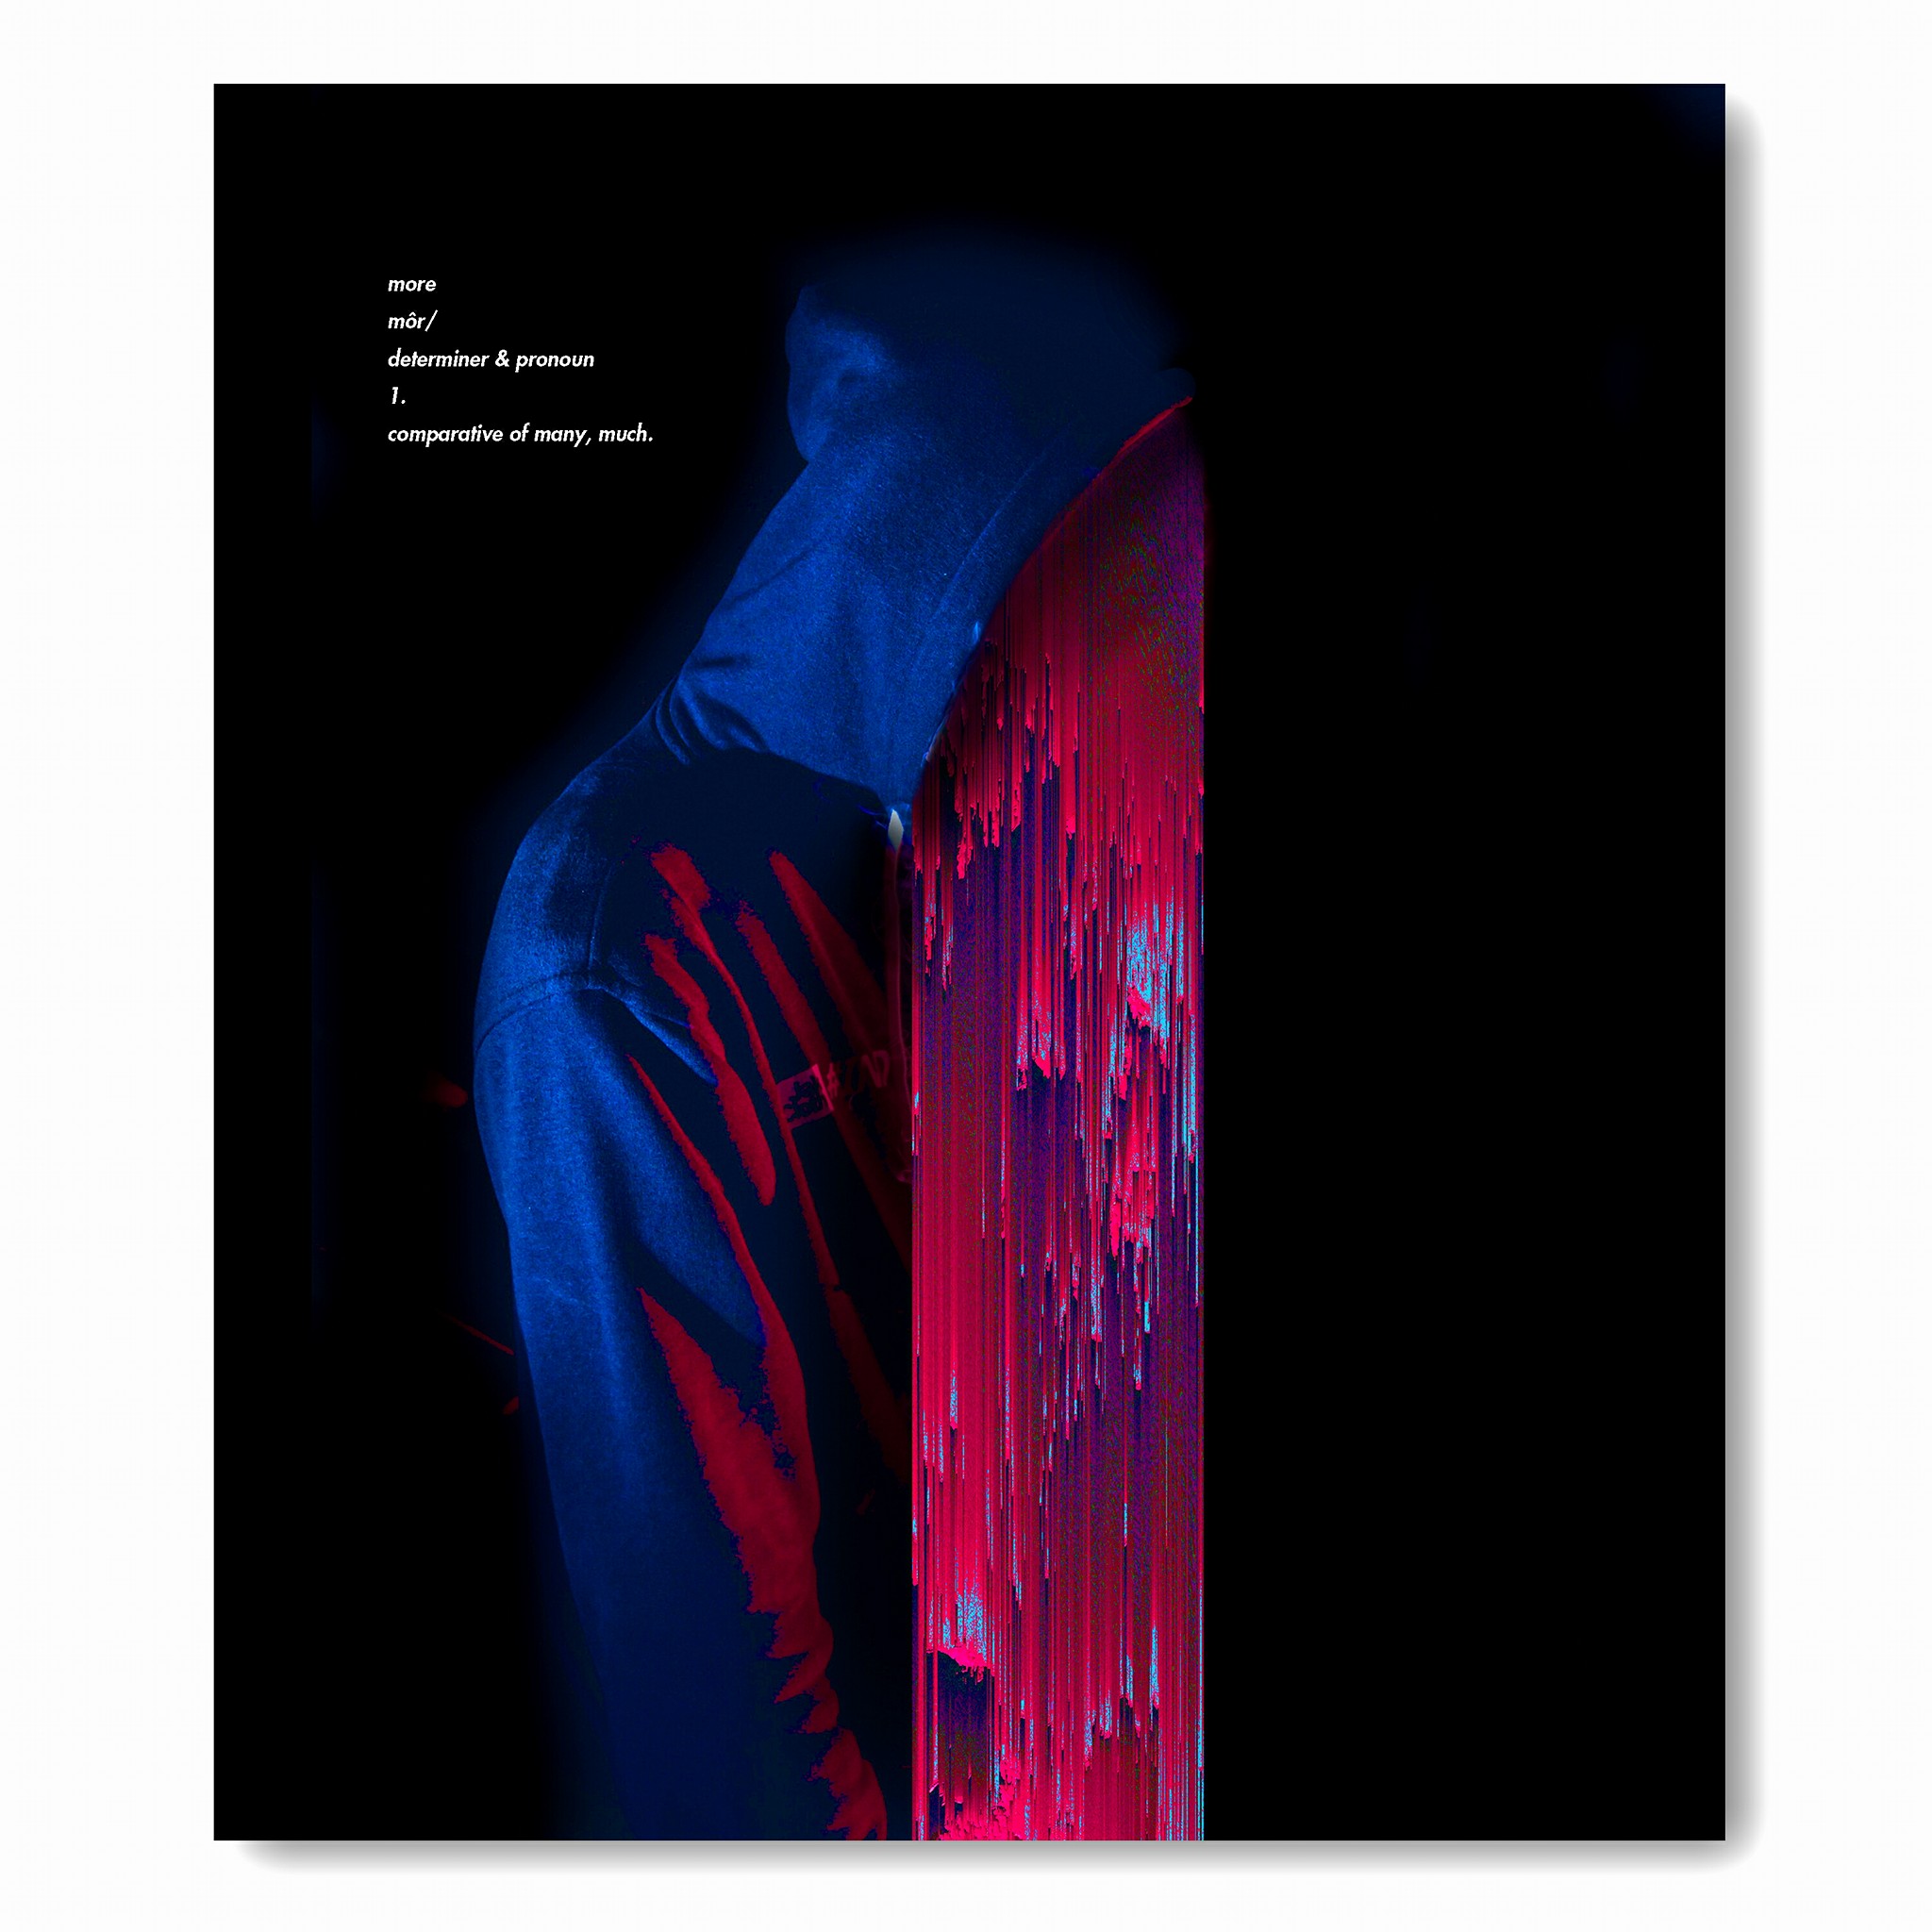 more
môr/
determiner & pronoun
1.
comparative of many, much.